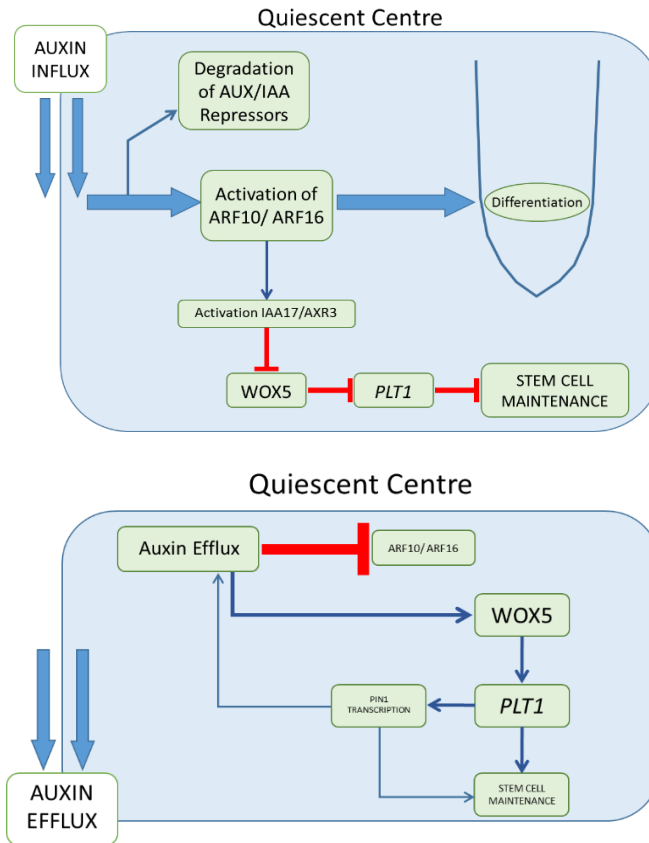 Quiescent Centre
AUXIN
INFLUX
Degradation
of AUX/IAA
Repressors
Activation of
ARF10/ ARF16
Differentiation
Activation IAA17/AXR3
WOX5
PLT1
STEM CELL
MAINTENANCE
Quiescent Centre
Auxin Efflux
ARF10/ ARF16
WOX5
PIN1
TRANSCRIPTION
PLT1
STEM CELL
MAINTENANCE
AUXIN
EFFLUX